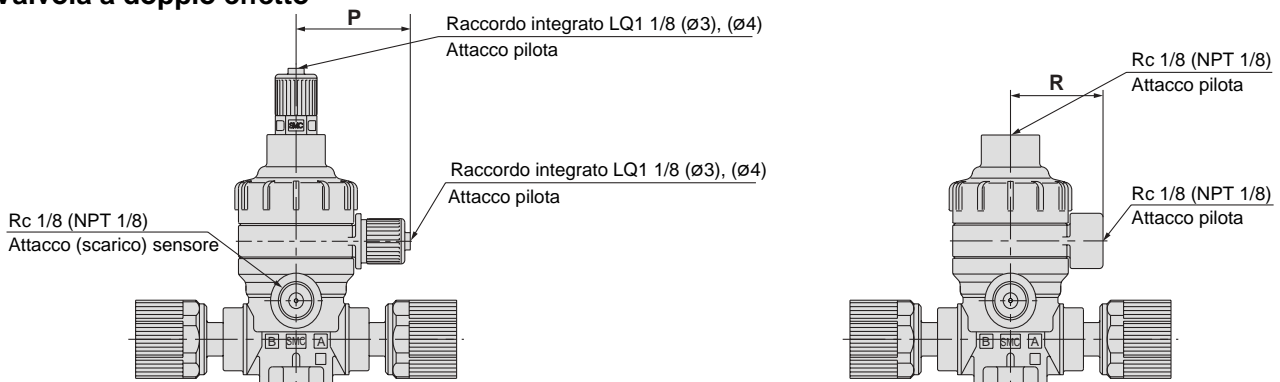 Valvola a doppio effetto
P
Raccordo integrato LQ1 1/8 (ø3), (ø4)
Attacco pilota
Raccordo integrato LQ1 1/8 (ø3), (ø4)
Attacco pilota
Rc 1/8 (NPT 1/8)
Attacco (scarico) sensore
SMC
B SMC A
R
Rc 1/8 (NPT 1/8)
Attacco pilota
Rc 1/8 (NPT 1/8)
Attacco pilota
B SMC A